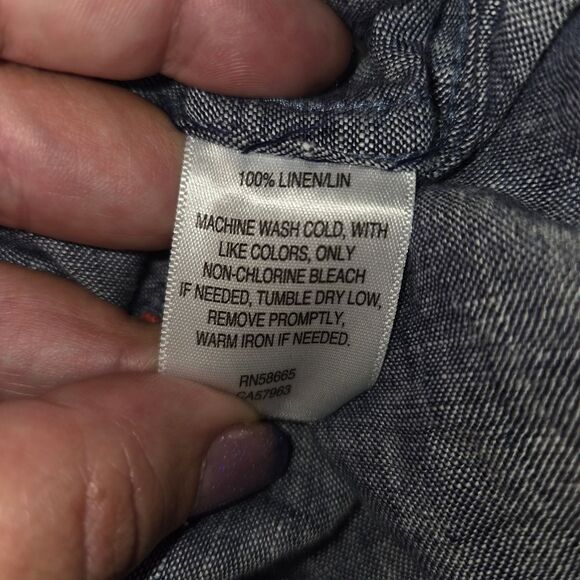 100% LINEN/LIN
MACHINE WASH COLD, WITH
LIKE COLORS, ONLY
NON-CHLORINE BLEACH
IF NEEDED, TUMBLE DRY LOW,
REMOVE PROMPTLY,
WARM IRON IF NEEDED.
RN58665
CA57963